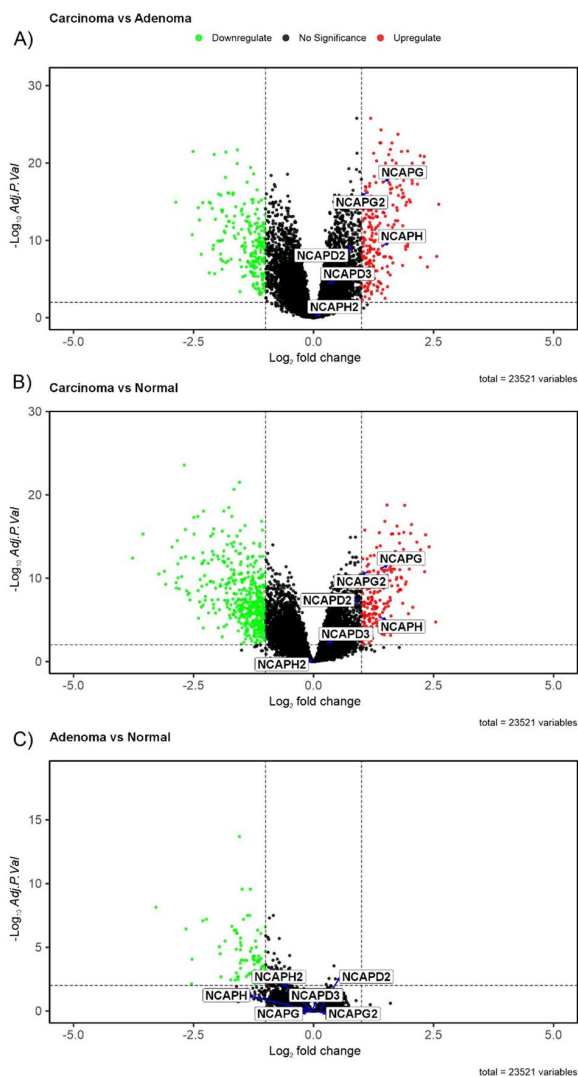 Carcinoma vs Adenoma
A)
Downregulate No Significance Upregulate
30
20
10
0
-Log10 Adj.P.Val
NCAPG
NCAPG2
NCAPH
NCAPD2
NCAPD3
NCAPH2
-5.0 -2.5 0.0 2.5 5.0
Log2 fold change
total = 23521 variables
B)
Carcinoma vs Normal
30
20
10
0
-Log10 Adj.P.Val
NCAPG
NCAPG2
NCAPD2
NCAPH
NCAPD3
NCAPH2
-5.0 -2.5 0.0 2.5 5.0
Log2 fold change
total = 23521 variables
C)
Adenoma vs Normal
15
10
5
0
-Log10 Adj.P.Val
NCAPH2 NCAPD2
NCAPH NCAPD3
NCAPG NCAPG2
-5.0 -2.5 0.0 2.5 5.0
Log2 fold change
total = 23521 variables